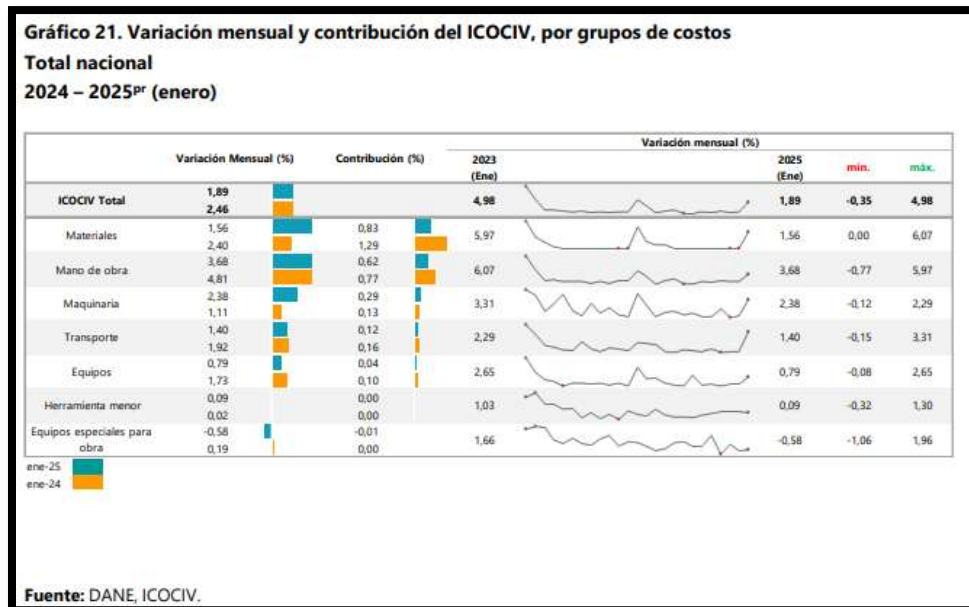 Gráfico 21. Variación mensual y contribución del ICOCIV, por grupos de costos
Total nacional
2024 – 2025ᵖʳ (enero)
Variación mensual (%)
Variación Mensual (%) Contribución (%) 2023 (Ene) 2025 (Ene) mín. máx.
ICOCIV Total 1,89 4,98 1,89 -0,35 4,98
2,46
Materiales 1,56 0,83 5,97 1,56 0,00 6,07
2,40 1,29
Mano de obra 3,68 0,62 6,07 3,68 -0,77 5,97
4,81 0,77
Maquinaria 2,38 0,29 3,31 2,38 -0,12 2,29
1,11 0,13
Transporte 1,40 0,12 2,29 1,40 -0,15 3,31
1,92 0,16
Equipos 0,79 0,04 2,65 0,79 -0,08 2,65
1,73 0,10
Herramienta menor 0,09 0,00 1,03 0,09 -0,32 1,30
0,02 0,00
Equipos especiales para obra -0,58 -0,01 1,66 -0,58 -1,06 1,96
0,19 0,00
ene-25
ene-24
Fuente: DANE, ICOCIV.